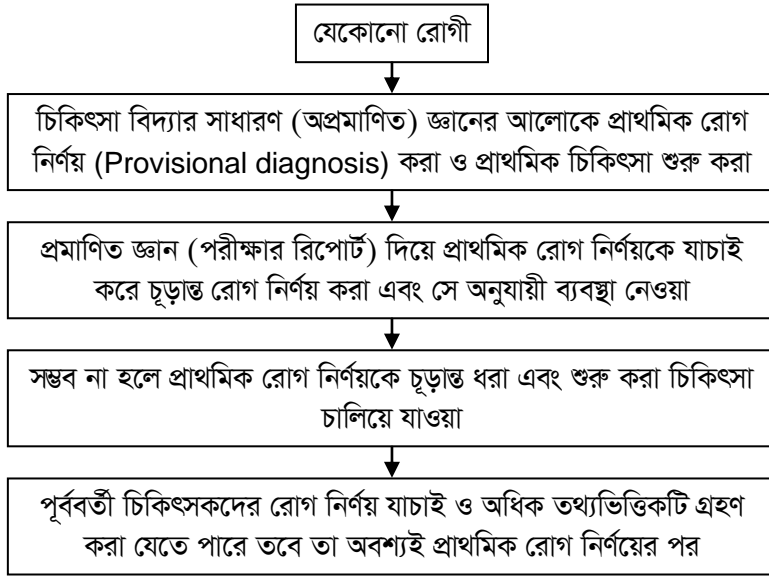 যেকোনো রোগী
চিকিৎসা বিদ্যার সাধারণ (অপ্রমাণিত) জ্ঞানের আলোকে প্রাথমিক রোগ
নির্ণয় (Provisional diagnosis) করা ও প্রাথমিক চিকিৎসা শুরু করা
প্রমাণিত জ্ঞান (পরীক্ষার রিপোর্ট) দিয়ে প্রাথমিক রোগ নির্ণয়কে যাচাই
করে চূড়ান্ত রোগ নির্ণয় করা এবং সে অনুযায়ী ব্যবস্থা নেওয়া
সম্ভব না হলে প্রাথমিক রোগ নির্ণয়কে চূড়ান্ত ধরা এবং শুরু করা চিকিৎসা
চালিয়ে যাওয়া
পূর্ববর্তী চিকিৎসকদের রোগ নির্ণয় যাচাই ও অধিক তথ্যভিত্তিকটি গ্রহণ
করা যেতে পারে তবে তা অবশ্যই প্রাথমিক রোগ নির্ণয়ের পর